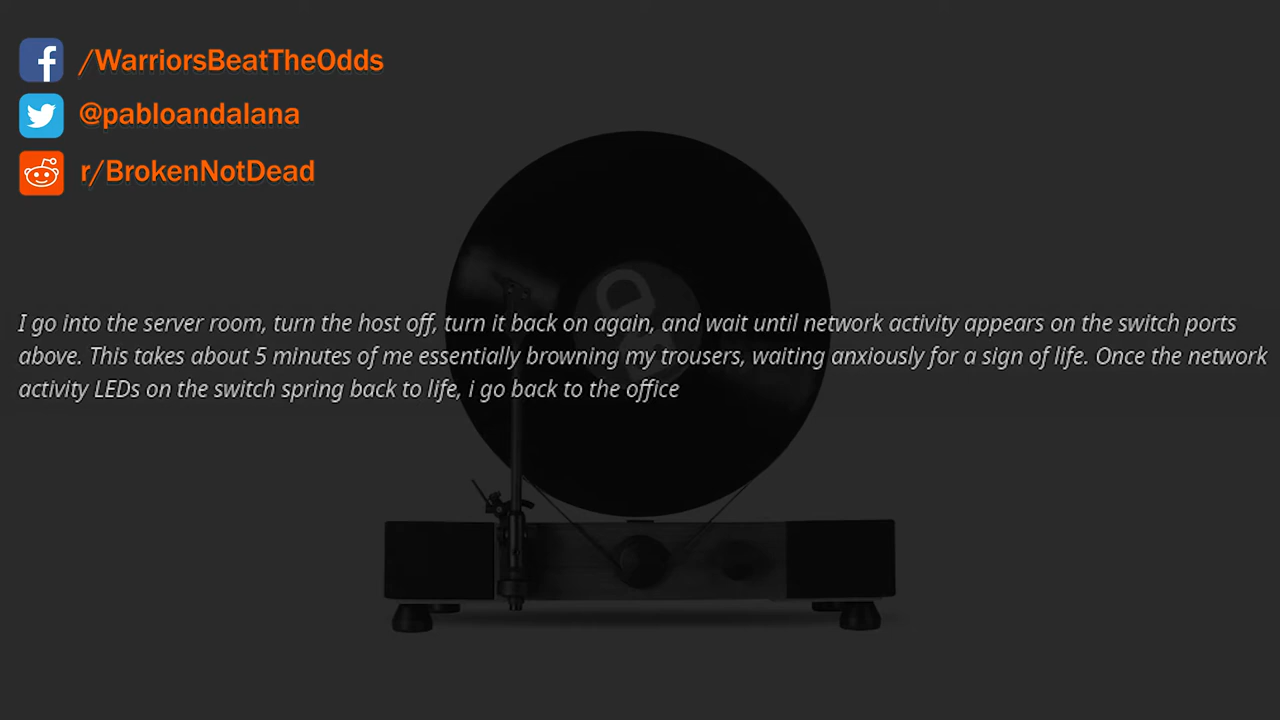 /WarriorsBeatTheOdds
@pabloandalana
r/BrokenNotDead
I go into the server room, turn the host off, turn it back on again, and wait until network activity appears on the switch ports
above. This takes about 5 minutes of me essentially browning my trousers, waiting anxiously for a sign of life. Once the network
activity LEDs on the switch spring back to life, i go back to the office